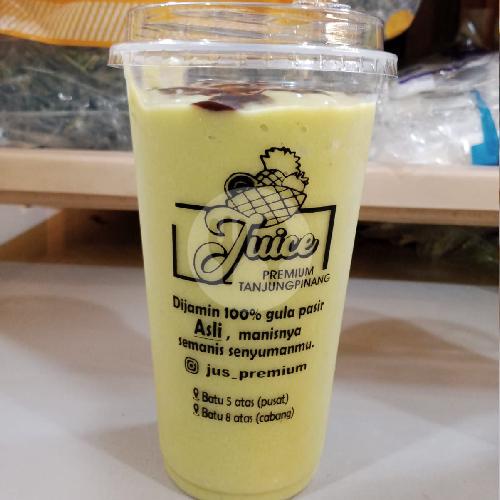 Juice
PREMIUM
TANJUNGPINANG
Dijamin 100% gula pasir
Asli, manisnya
semanis senyumanmu.
jus_premium
Batu 5 atas (pusat)
Batu 8 atas (cabang)